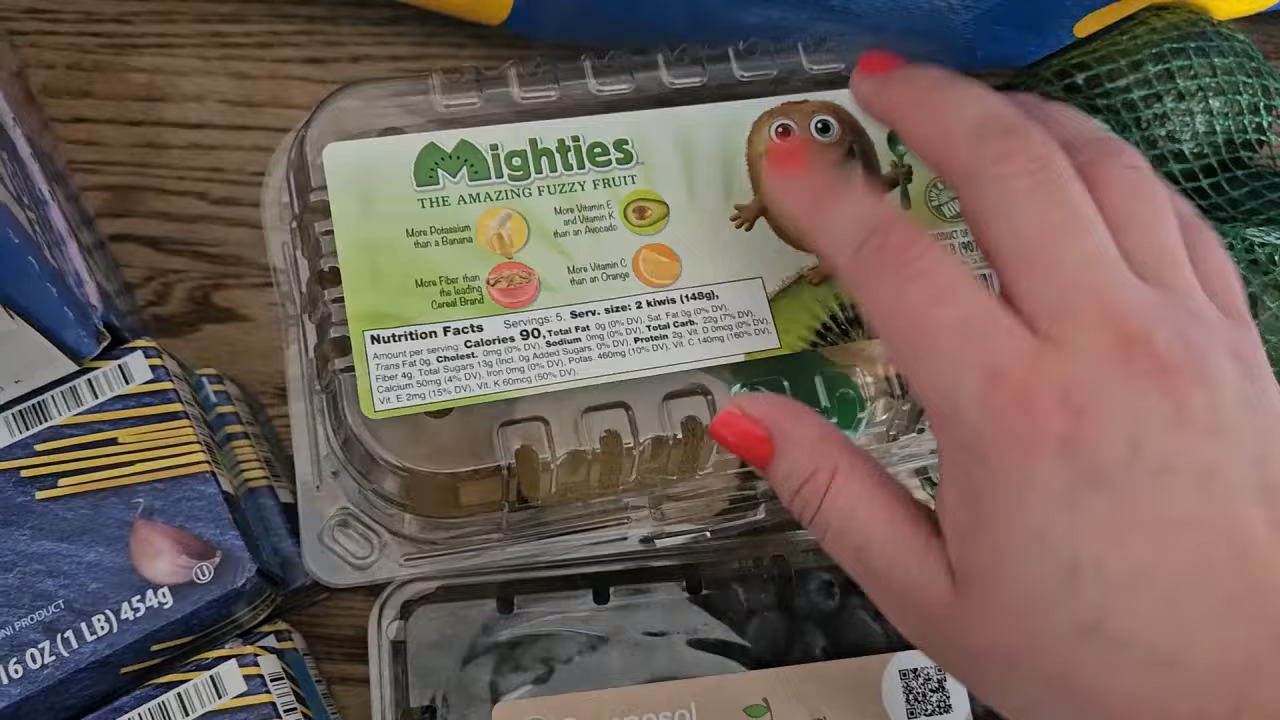 Mighties
THE AMAZING FUZZY FRUIT
More Potassium
than a Banana
More Vitamin E
and Vitamin K
than an Avocado
More Fiber than
the leading
Cereal Brand
More Vitamin C
than an Orange
Nutrition Facts Servings: 5, Serv. size: 2 kiwis (148g),
Amount per serving: Calories 90, Total Fat 0g (0% DV), Sat. Fat 0g (0% DV),
Trans Fat 0g, Cholest. 0mg (0% DV), Sodium 0mg (0% DV), Total Carb. 22g (7% DV),
Fiber 4g, Total Sugars 13g (Incl. 0g Added Sugars, 0% DV), Protein 2g, Vit. D 0mcg (0% DV),
Calcium 50mg (4% DV), Iron 0mg (0% DV), Potas. 460mg (10% DV), Vit. C 140mg (160% DV),
Vit. E 2mg (15% DV), Vit. K 60mcg (50% DV).
PRODUCT
16 OZ (1 LB) 454g
U